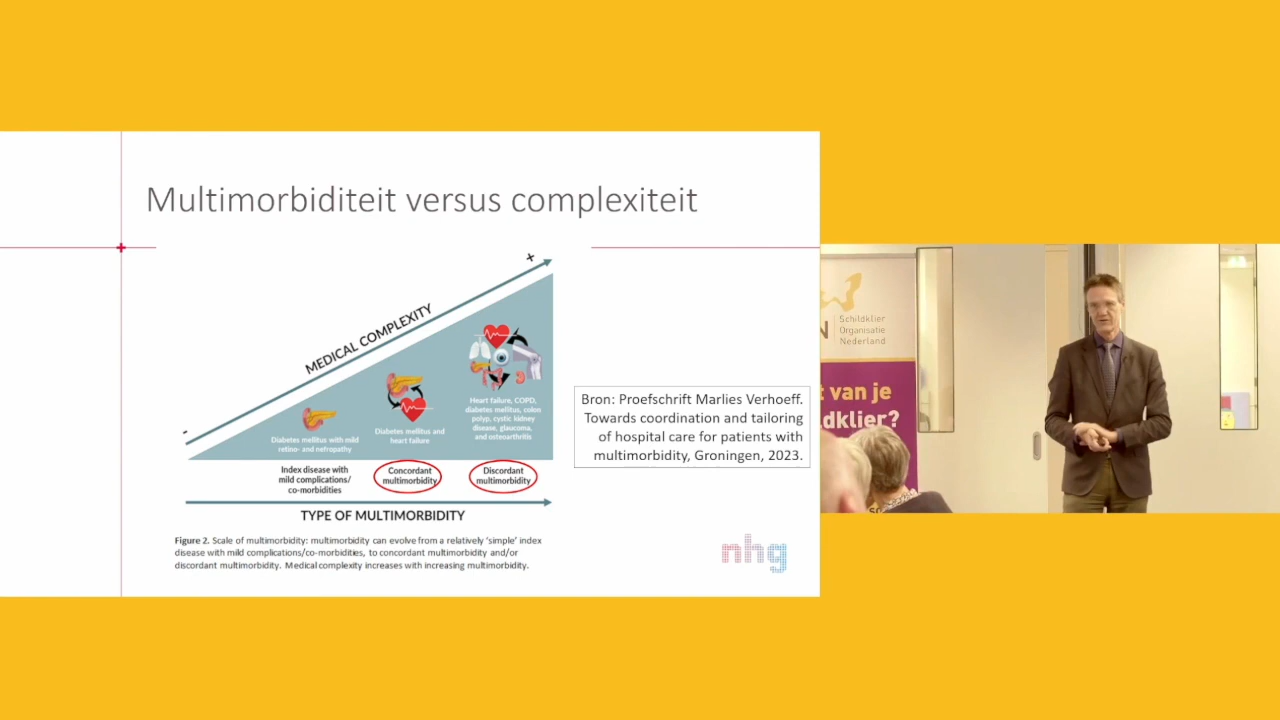 Multimorbiditeit versus complexiteit
+
MEDICAL COMPLEXITY
-
Diabetes mellitus with mild
retino- and nefropathy
Diabetes mellitus and
heart failure
Heart failure, COPD,
diabetes mellitus, colon
polyp, cystic kidney
disease, glaucoma,
and osteoarthritis
Index disease with
mild complications/
co-morbidities
Concordant
multimorbidity
Discordant
multimorbidity
TYPE OF MULTIMORBIDITY
Figure 2. Scale of multimorbidity: multimorbidity can evolve from a relatively 'simple' index
disease with mild complications/co-morbidities, to concordant multimorbidity and/or
discordant multimorbidity. Medical complexity increases with increasing multimorbidity.
Bron: Proefschrift Marlies Verhoeff.
Towards coordination and tailoring
of hospital care for patients with
multimorbidity, Groningen, 2023.
nhg
N
Schildklier
Organisatie
Nederland
t van je
dklier?